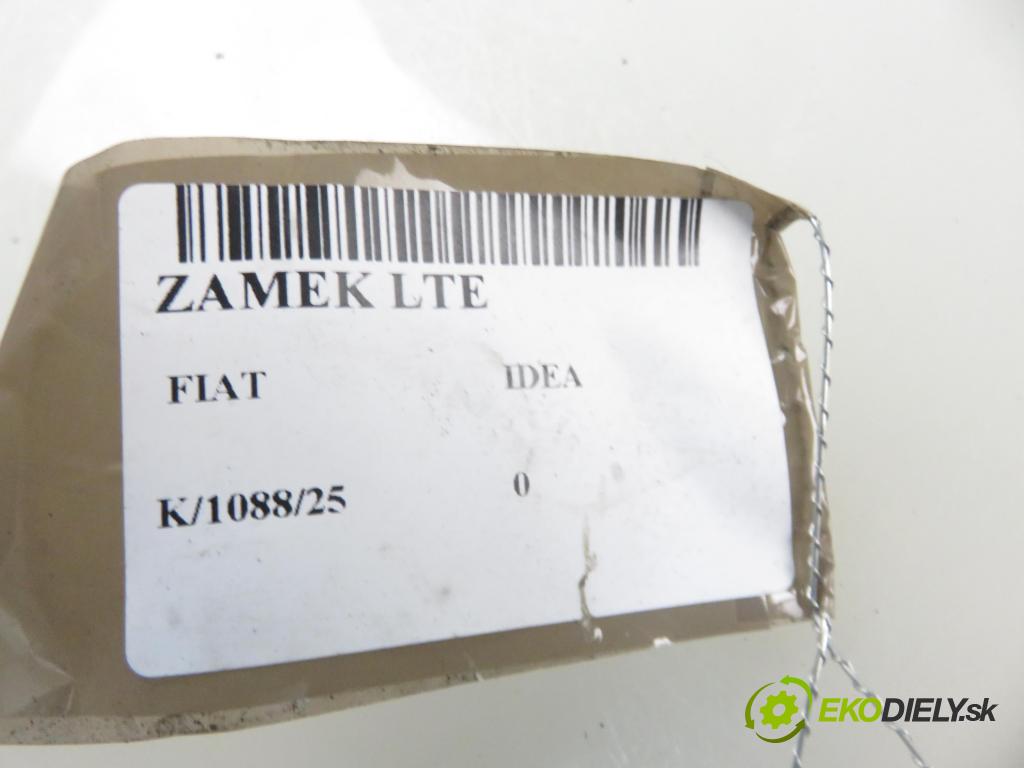 ZAMEK LTE
FIAT IDEA
K/1088/25 0
EKODIELY.sk